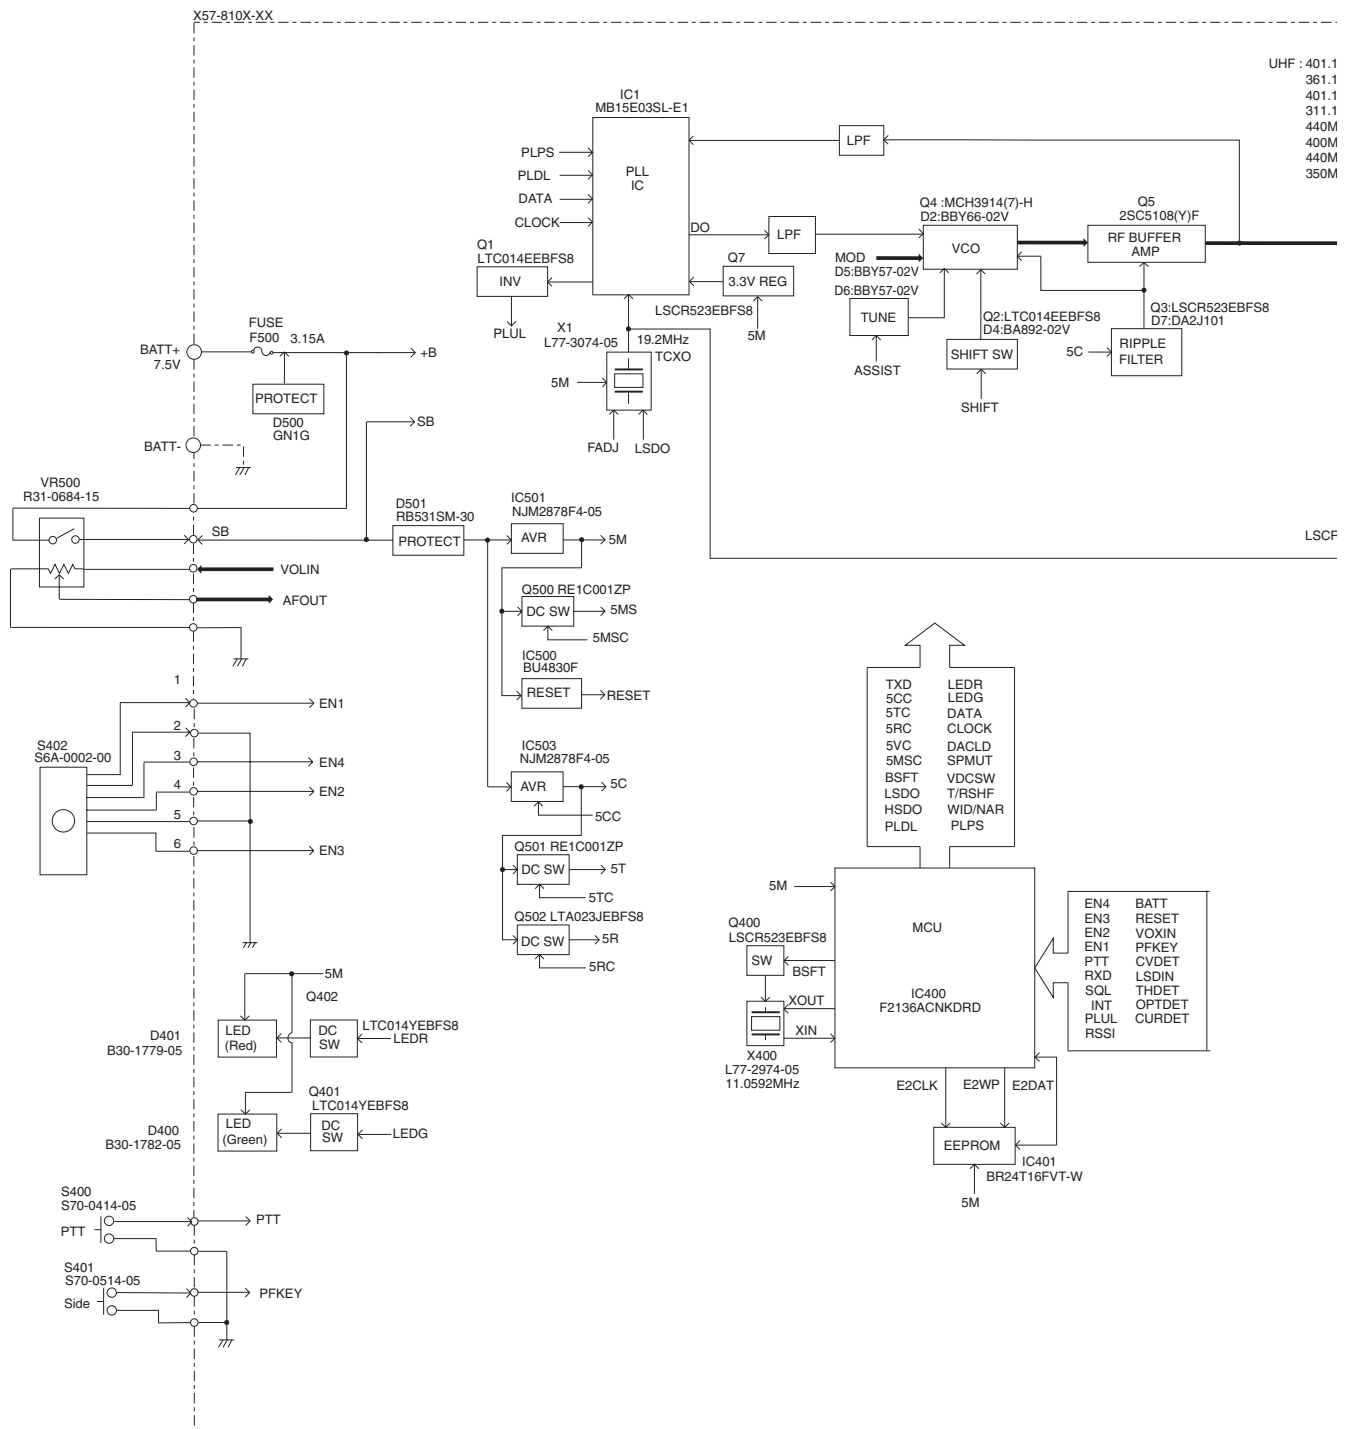 X57-810X-XX
UHF : 401.1
361.1
401.1
311.1
440M
400M
440M
350M
IC1
MB15E03SL-E1
PLL
IC
PLPS
PLDL
DATA
CLOCK
DO
LPF
LPF
Q4 :MCH3914(7)-H
D2:BBY66-02V
VCO
Q5
2SC5108(Y)F
RF BUFFER
AMP
MOD
D5:BBY57-02V
D6:BBY57-02V
TUNE
ASSIST
Q2:LTC014EEBFS8
D4:BA892-02V
SHIFT SW
SHIFT
Q3:LSCR523EBFS8
D7:DA2J101
5C
RIPPLE
FILTER
Q1
LTC014EEBFS8
INV
PLUL
Q7
3.3V REG
LSCR523EBFS8
5M
X1
L77-3074-05
19.2MHz
TCXO
5M
FADJ
LSDO
FUSE
F500
3.15A
BATT+
7.5V
+B
PROTECT
D500
GN1G
BATT-
SB
VR500
R31-0684-15
SB
VOLIN
AFOUT
D501
RB531SM-30
PROTECT
IC501
NJM2878F4-05
AVR
5M
Q500 RE1C001ZP
DC SW
5MS
5MSC
IC500
BU4830F
RESET
RESET
IC503
NJM2878F4-05
AVR
5C
5CC
Q501 RE1C001ZP
DC SW
5T
5TC
Q502 LTA023JEBFS8
DC SW
5R
5RC
LSCR
S402
S6A-0002-00
1
EN1
2
3
EN4
4
EN2
5
6
EN3
5M
Q402
LTC014YEBFS8
LED
(Red)
DC
SW
LEDR
D401
B30-1779-05
Q401
LTC014YEBFS8
LED
(Green)
DC
SW
LEDG
D400
B30-1782-05
S400
S70-0414-05
PTT
PTT
S401
S70-0514-05
Side
PFKEY
TXD LEDR
5CC LEDG
5TC DATA
5RC CLOCK
5VC DACLD
5MSC SPMUT
BSFT VDCSW
LSDO T/RSHF
HSDO WID/NAR
PLDL PLPS
5M
MCU
IC400
F2136ACNKDRD
Q400
LSCR523EBFS8
SW
BSFT
XOUT
XIN
X400
L77-2974-05
11.0592MHz
EN4 BATT
EN3 RESET
EN2 VOXIN
EN1 PFKEY
PTT CVDET
RXD LSDIN
SQL THDET
INT OPTDET
PLUL CURDET
RSSI
E2CLK
E2WP
E2DAT
EEPROM
IC401
BR24T16FVT-W
5M